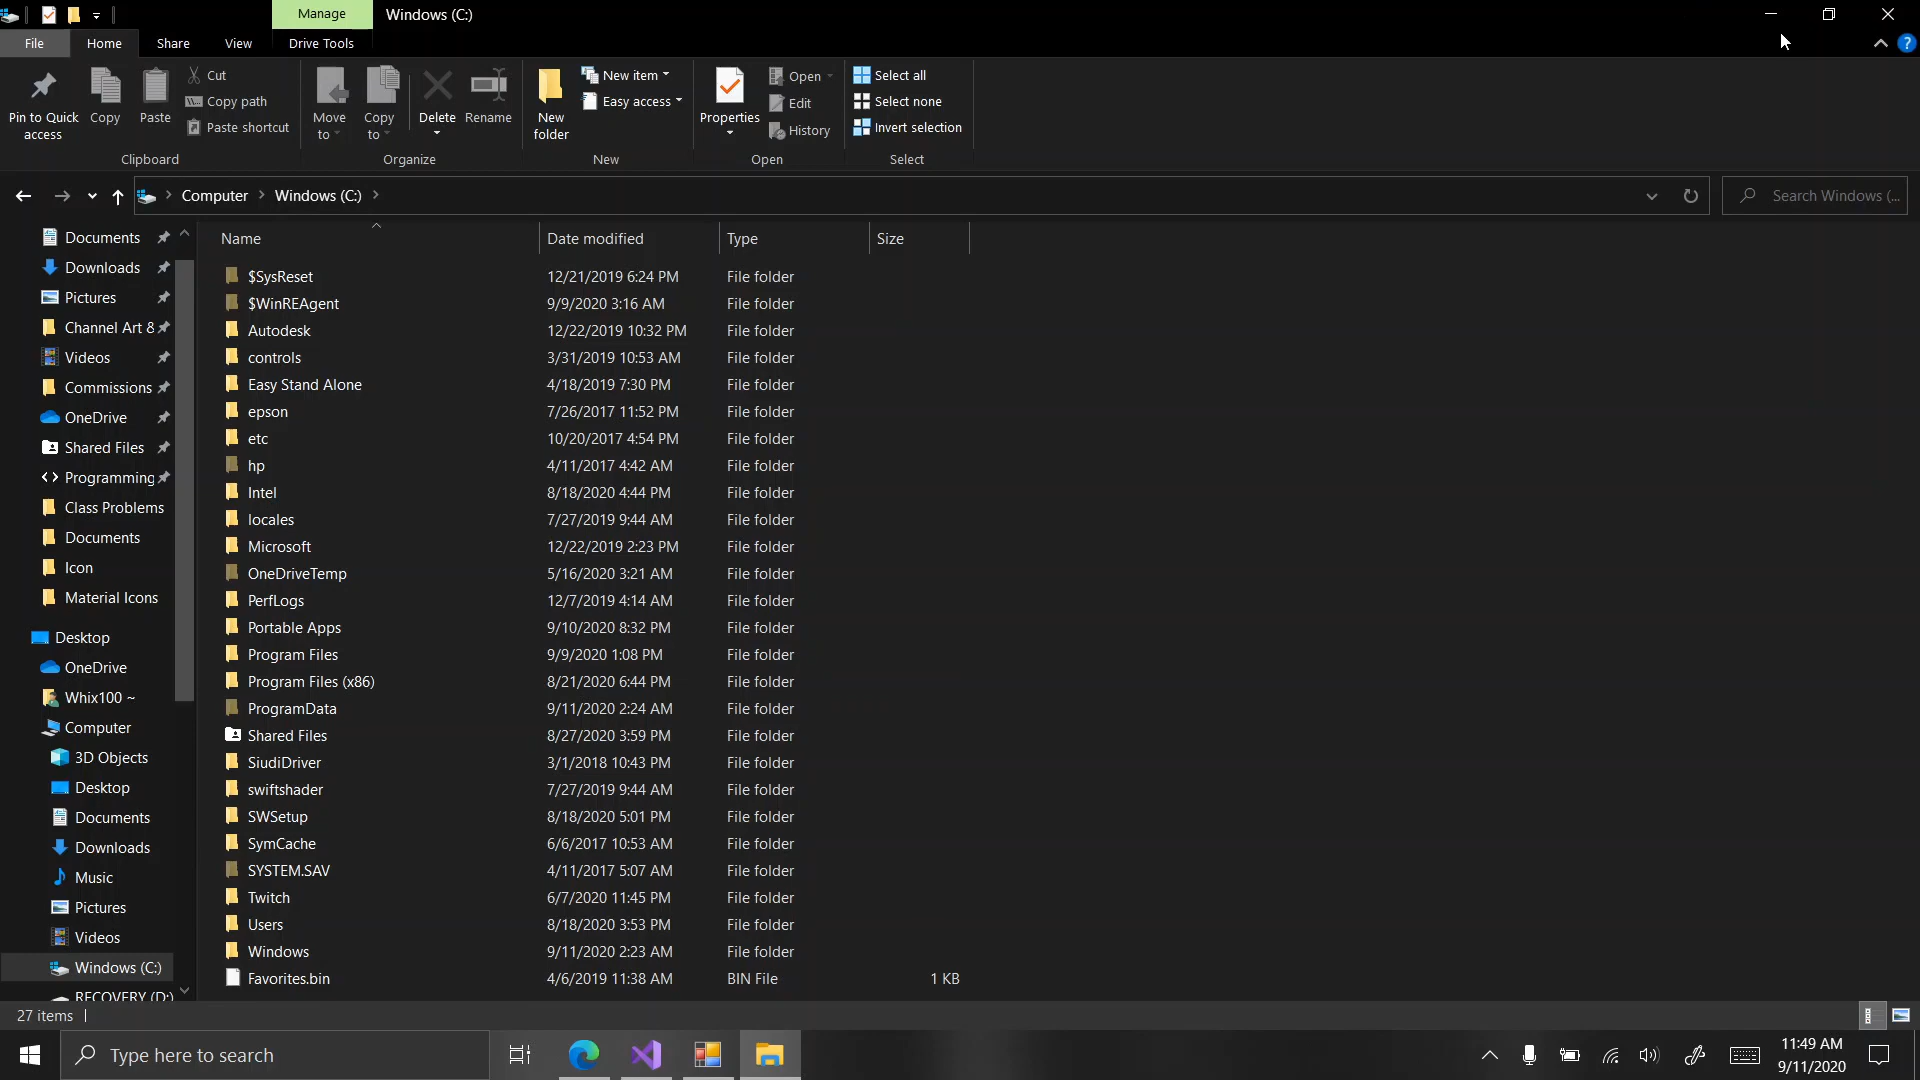 Manage
Windows (C:)
File
Home
Share
View
Drive Tools
Pin to Quick access
Copy
Paste
Cut
Copy path
Paste shortcut
Clipboard
Move to
Copy to
Delete
Rename
Organize
New folder
New item
Easy access
New
Properties
Open
Edit
History
Open
Select all
Select none
Invert selection
Select
Computer
Windows (C:)
Search Windows (...
Documents
Downloads
Pictures
Channel Art &
Videos
Commissions
OneDrive
Shared Files
Programming
Class Problems
Documents
Icon
Material Icons
Desktop
OneDrive
Whix100 ~
Computer
3D Objects
Desktop
Documents
Downloads
Music
Pictures
Videos
Windows (C:)
RECOVERY (D:)
Name Date modified Type Size
$SysReset 12/21/2019 6:24 PM File folder
$WinREAgent 9/9/2020 3:16 AM File folder
Autodesk 12/22/2019 10:32 PM File folder
controls 3/31/2019 10:53 AM File folder
Easy Stand Alone 4/18/2019 7:30 PM File folder
epson 7/26/2017 11:52 PM File folder
etc 10/20/2017 4:54 PM File folder
hp 4/11/2017 4:42 AM File folder
Intel 8/18/2020 4:44 PM File folder
locales 7/27/2019 9:44 AM File folder
Microsoft 12/22/2019 2:23 PM File folder
OneDriveTemp 5/16/2020 3:21 AM File folder
PerfLogs 12/7/2019 4:14 AM File folder
Portable Apps 9/10/2020 8:32 PM File folder
Program Files 9/9/2020 1:08 PM File folder
Program Files (x86) 8/21/2020 6:44 PM File folder
ProgramData 9/11/2020 2:24 AM File folder
Shared Files 8/27/2020 3:59 PM File folder
SiudiDriver 3/1/2018 10:43 PM File folder
swiftshader 7/27/2019 9:44 AM File folder
SWSetup 8/18/2020 5:01 PM File folder
SymCache 6/6/2017 10:53 AM File folder
SYSTEM.SAV 4/11/2017 5:07 AM File folder
Twitch 6/7/2020 11:45 PM File folder
Users 8/18/2020 3:53 PM File folder
Windows 9/11/2020 2:23 AM File folder
Favorites.bin 4/6/2019 11:38 AM BIN File 1 KB
27 items
Type here to search
11:49 AM
9/11/2020